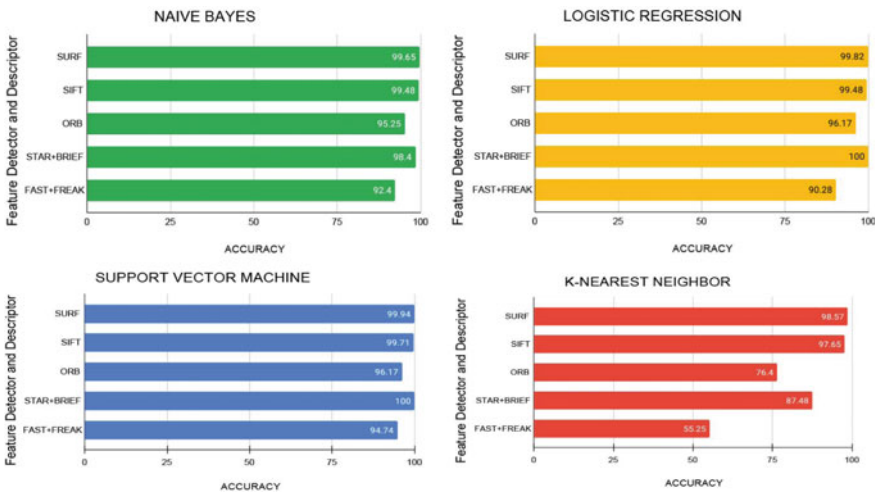 NAIVE BAYES
Feature Detector and Descriptor
SURF
99.65
SIFT
99.48
ORB
95.25
STAR+BRIEF
98.4
FAST+FREAK
92.4
0
25
50
75
100
ACCURACY
LOGISTIC REGRESSION
Feature Detector and Descriptor
SURF
99.82
SIFT
99.48
ORB
96.17
STAR+BRIEF
100
FAST+FREAK
90.28
0
25
50
75
100
ACCURACY
SUPPORT VECTOR MACHINE
Feature Detector and Descriptor
SURF
99.94
SIFT
99.71
ORB
96.17
STAR+BRIEF
100
FAST+FREAK
94.74
0
25
50
75
100
ACCURACY
K-NEAREST NEIGHBOR
Feature Detector and Descriptor
SURF
98.57
SIFT
97.65
ORB
76.4
STAR+BRIEF
87.48
FAST+FREAK
55.25
0
25
50
75
100
ACCURACY